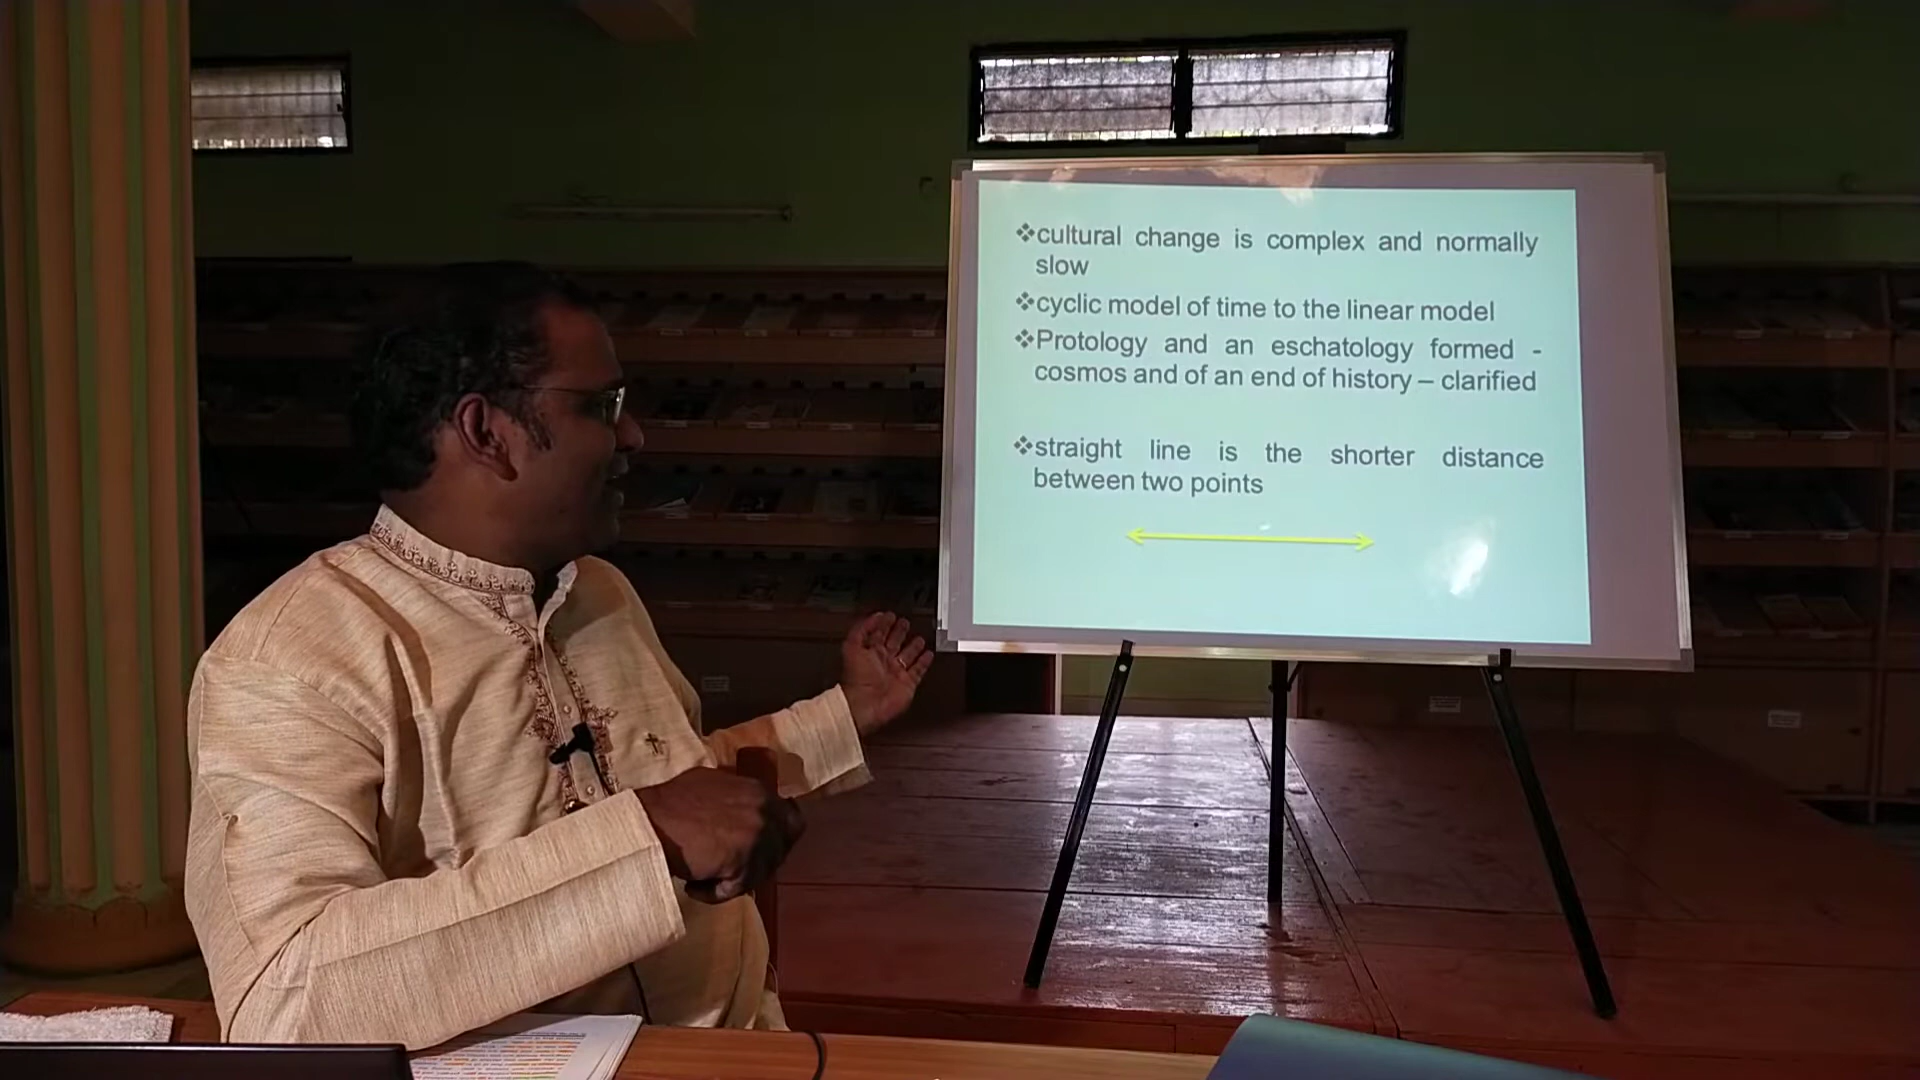 ❖cultural change is complex and normally
slow
❖cyclic model of time to the linear model
❖Protology and an eschatology formed -
cosmos and of an end of history – clarified
❖straight line is the shorter distance
between two points